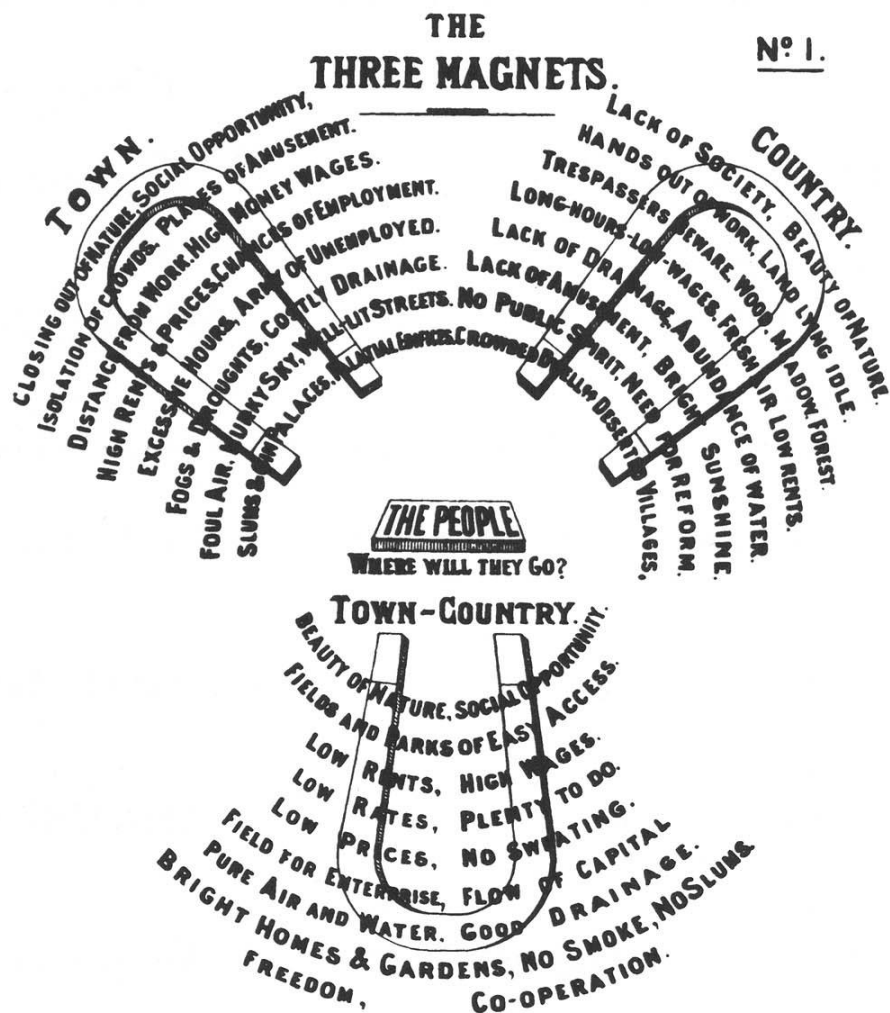 THE
THREE MAGNETS.
Nº 1.
TOWN.
CLOSING OUT OF NATURE, SOCIAL OPPORTUNITY,
ISOLATION OF CROWDS. PLACES OF AMUSEMENT.
DISTANCE FROM WORK. HIGH MONEY WAGES.
HIGH RENTS & PRICES, CHANCES OF EMPLOYMENT.
EXCESSIVE HOURS, ARMY OF UNEMPLOYED.
FOGS & DROUGHTS. COSTLY DRAINAGE.
FOUL AIR. MURKY SKY. WELL-LIT STREETS.
SLUMS & GIN PALACES. PALATIAL EDIFICES.
COUNTRY.
LACK OF SOCIETY, BEAUTY OF NATURE.
HANDS OUT OF WORK, LAND LYING IDLE.
TRESPASSERS BEWARE. WOOD, MEADOW. FOREST.
LONG-HOURS-LOW-WAGES. FRESH AIR LOW RENTS.
LACK OF DRAINAGE, ABUNDANCE OF WATER.
LACK OF AMUSEMENT, BRIGHT SUNSHINE.
NO PUBLIC SPIRIT, NEED FOR REFORM.
CROWDED DWELLGS DESERTED VILLAGES,
THE PEOPLE
WHERE WILL THEY GO?
TOWN-COUNTRY.
BEAUTY OF NATURE, SOCIAL OPPORTUNITY.
FIELDS AND PARKS OF EASY ACCESS.
LOW RENTS, HIGH WAGES.
LOW RATES, PLENTY TO DO.
LOW PRICES, NO SWEATING.
FIELD FOR ENTERPRISE, FLOW OF CAPITAL
PURE AIR AND WATER. GOOD DRAINAGE.
BRIGHT HOMES & GARDENS, NO SMOKE, NO SLUMS.
FREEDOM, CO-OPERATION.